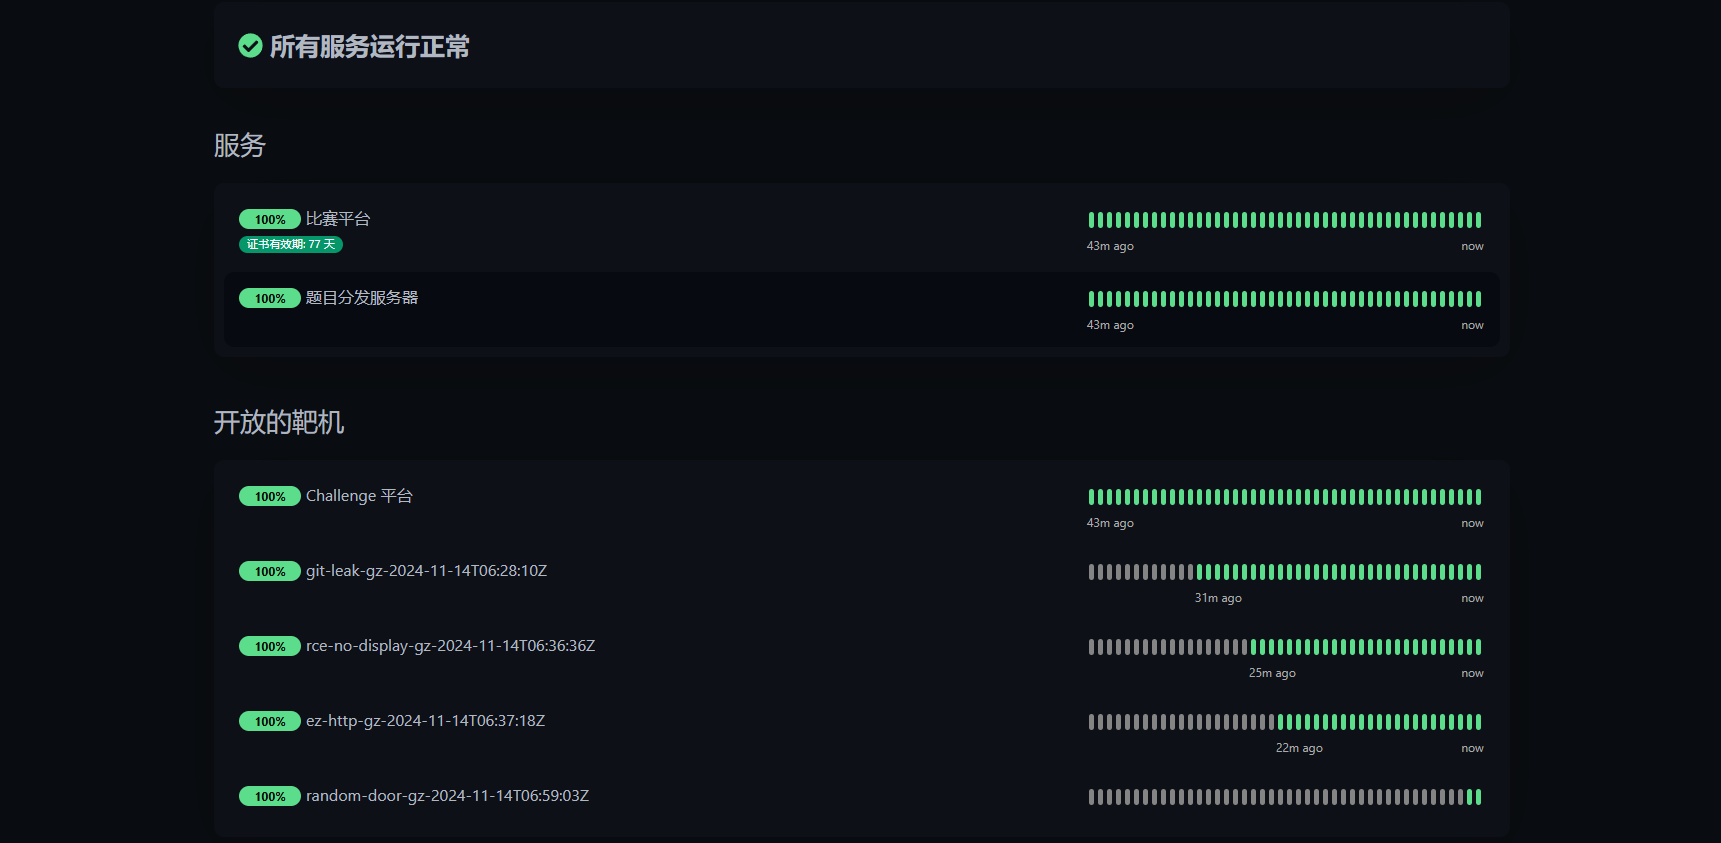 所有服务运行正常
服务
100% 比赛平台
证书有效期: 77 天
43m ago now
100% 题目分发服务器
43m ago now
开放的靶机
100% Challenge 平台
43m ago now
100% git-leak-gz-2024-11-14T06:28:10Z
31m ago now
100% rce-no-display-gz-2024-11-14T06:36:36Z
25m ago now
100% ez-http-gz-2024-11-14T06:37:18Z
22m ago now
100% random-door-gz-2024-11-14T06:59:03Z